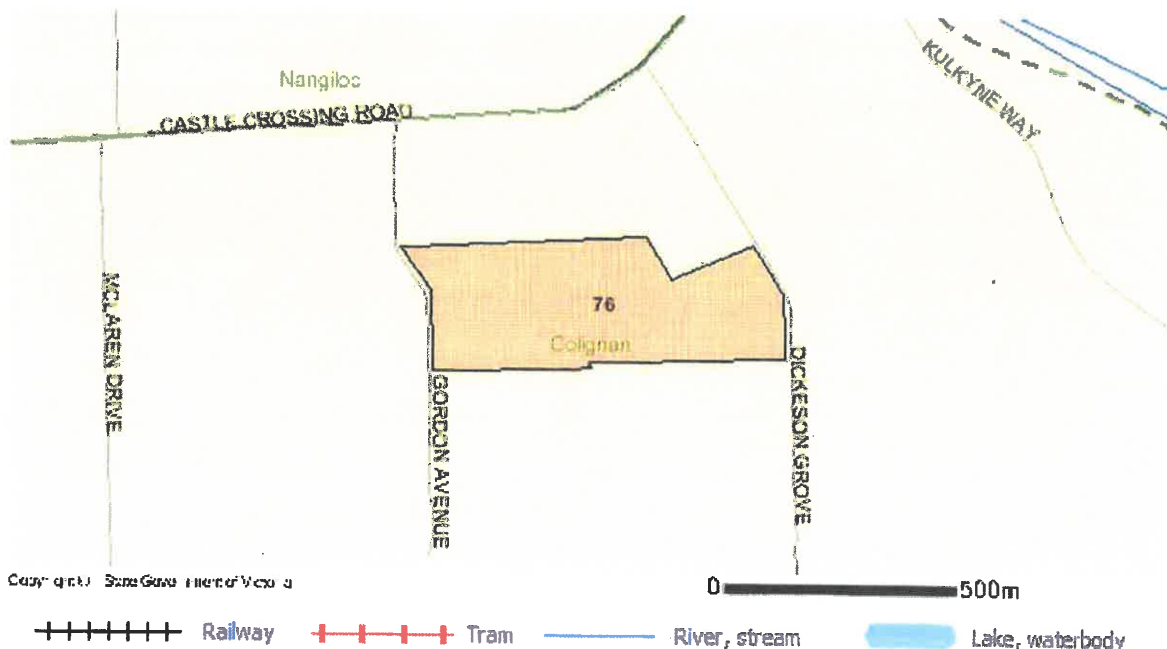 Nangiloc
CASTLE CROSSING ROAD
KULKYNE WAY
MCLAREN DRIVE
76
Colignan
GORDON AVENUE
DICKESON GROVE
0 500m
Railway Tram River, stream Lake, waterbody